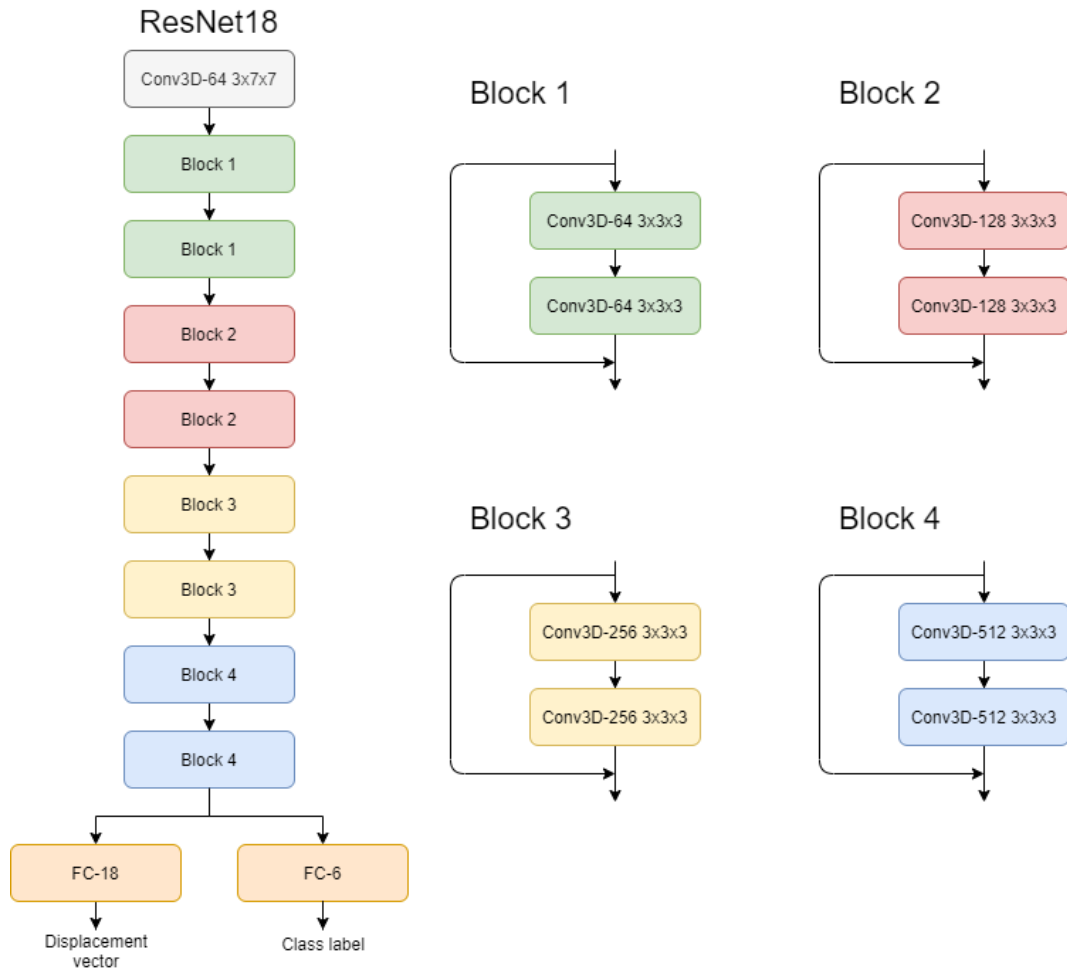 ResNet18
Conv3D-64 3x7x7
Block 1
Block 1
Block 2
Block 2
Block 3
Block 3
Block 4
Block 4
FC-18
FC-6
Displacement
vector
Class label
Block 1
Conv3D-64 3x3x3
Conv3D-64 3x3x3
Block 2
Conv3D-128 3x3x3
Conv3D-128 3x3x3
Block 3
Conv3D-256 3x3x3
Conv3D-256 3x3x3
Block 4
Conv3D-512 3x3x3
Conv3D-512 3x3x3